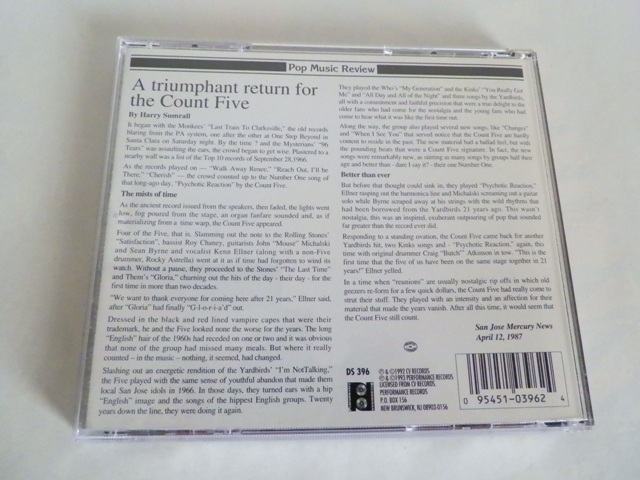 Pop Music Review
A triumphant return for
the Count Five
By Harry Sumrall
It began with the Monkees' "Last Train To Clarksville," the old records
blaring from the PA system, one after the other at One Step Beyond in
Santa Clara on Saturday night. By the time ? and the Mysterians' "96
Tears" was assaulting the ears, the crowd began to get wise. Plastered to a
nearby wall was a list of the Top 10 records of September 28, 1966.
As the records played on — "Walk Away Renee," "Reach Out, I'll be
There," "Cherish" — the crowd counted up to the Number One song of
that long-ago day, "Psychotic Reaction" by the Count Five.
The mists of time
As the ancient record issued from the speakers, then faded, the lights went
low, fog poured from the stage, an organ fanfare sounded and, as if
materializing from a time warp, the Count Five appeared.
Four of the Five, that is. Slamming out the note to the Rolling Stones'
"Satisfaction", bassist Roy Chaney, guitarists John "Mouse" Michalski
and Sean Byrne and vocalist Kenn Ellner (along with a non-Five
drummer, Rocky Astrella) went at it as if time had forgotten to wind its
watch. Without a pause, they proceeded to the Stones' "The Last Time"
and Them's "Gloria," churning out the hits of the day - their day - for the
first time in more than two decades.
"We want to thank everyone for coming here after 21 years," Ellner said,
after "Gloria" had finally "G-l-o-r-i-a'd" out.
Dressed in the black and red lined vampire capes that were their
trademark, he and the Five looked none the worse for the years. The long
"English" hair of the 1960s had receded on one or two and it was obvious
that none of the group had missed many meals. But where it really
counted – in the music – nothing, it seemed, had changed.
Slashing out an energetic rendition of the Yardbirds' "I'm NotTalking,"
the Five played with the same sense of youthful abandon that made them
local San Jose idols in 1966. In those days, they turned ears with a hip
"English" image and the songs of the hippest English groups. Twenty
years down the line, they were doing it again.
They played the Who's "My Generation" and the Kinks' "You Really Got
Me" and "All Day and All of the Night" and three songs by the Yardbirds,
all with a commitment and faithful precision that were a true delight to the
older fans who had come for the nostalgia and the young fans who had
come to hear what it was like the first time out.
Along the way, the group also played several new songs, like "Changes"
and "When I See You" that served notice that the Count Five are hardly
content to reside in the past. The new material had a ballad feel, but with
the pounding beats that were a Count Five signature. In fact, the new
songs were remarkably new, as stirring as many songs by groups half their
age and better than - dare I say it? - their one Number One.
Better than ever
But before that thought could sink in, they played "Psychotic Reaction,"
Ellner rasping out the harmonica line and Michalski screaming out a guitar
solo while Byrne scraped away at his strings with the wild rhythms that
had been borrowed from the Yardbirds 21 years ago. This wasn't
nostalgia, this was an inspired, exuberant outpouring of pop that sounded
far greater than the record ever did.
Responding to a standing ovation, the Count Five came back for another
Yardbirds hit, two Kinks songs and - "Psychotic Reaction," again, this
time with original drummer Craig "Butch" Atkinson in tow. "This is the
first time that the five of us have been on the same stage together in 21
years!" Ellner yelled.
In a time when "reunions" are usually nostalgic rip offs in which old
geezers re-form for a few quick dollars, the Count Five had really come to
strut their stuff. They played with an intensity and an affection for their
material that made the years vanish. After all this time, it would seem that
the Count Five still count.
San Jose Mercury News
April 12, 1987
DS 396
℗ & ©1992 CV RECORDS
℗ & ©1993 PERFORMANCE RECORDS
LICENSED FROM CV RECORDS.
PERFORMANCE RECORDS
P.O. BOX 156
NEW BRUNSWICK, NJ 08903-0156
0 95451-03962 4